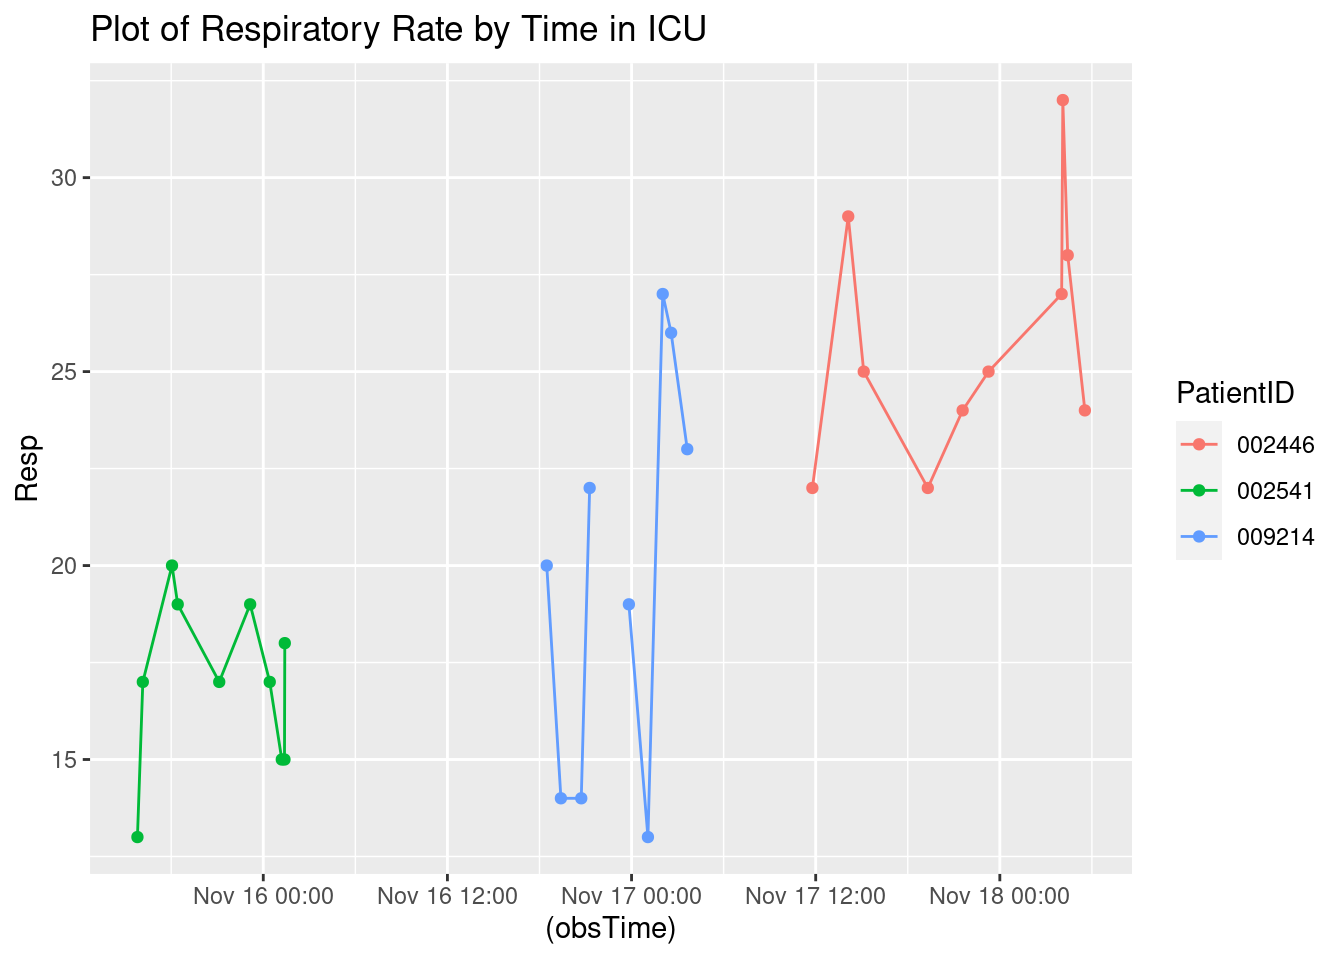 Plot of Respiratory Rate by Time in ICU
30
25
20
15
Resp
Nov 16 00:00
Nov 16 12:00
Nov 17 00:00
Nov 17 12:00
Nov 18 00:00
(obsTime)
PatientID
002446
002541
009214